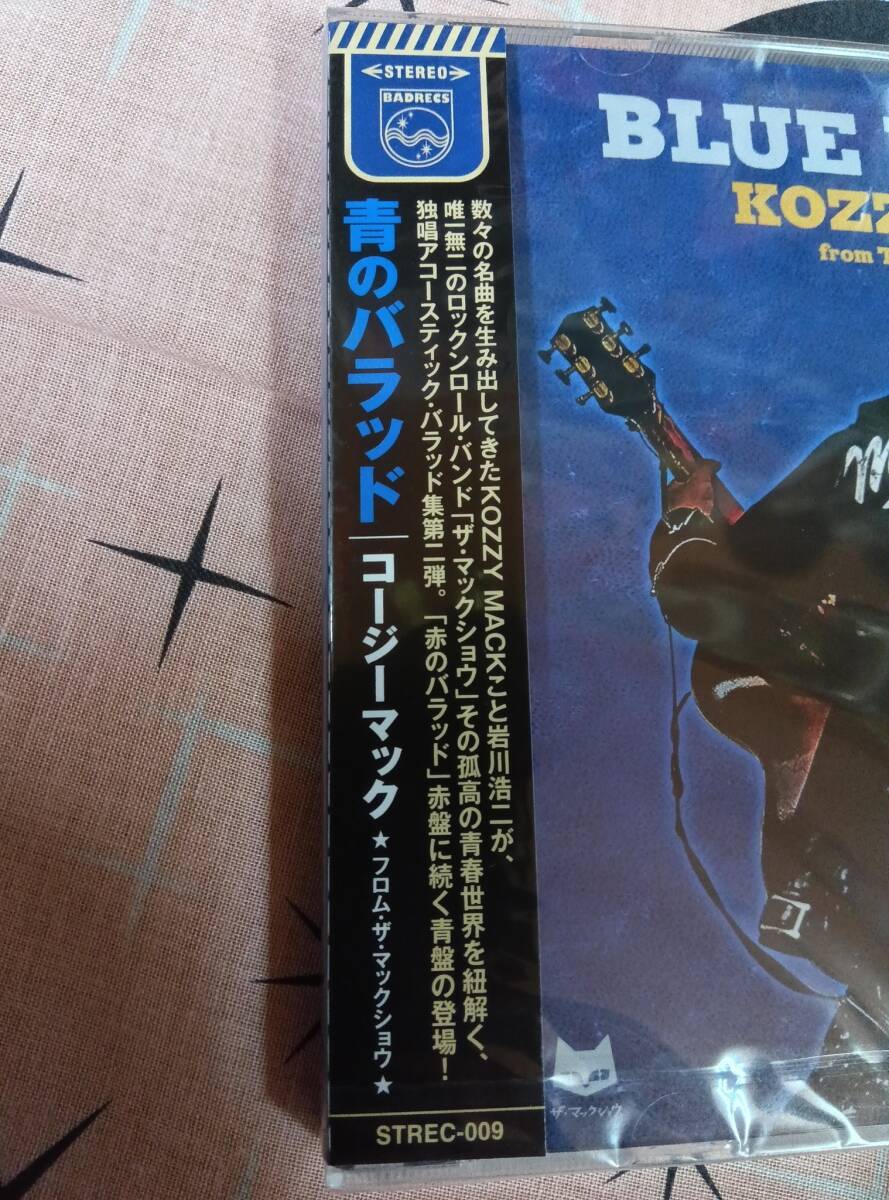 STEREO
BADRECS
数々の名曲を生み出してきたKOZZY MACKこと岩川浩二が、
唯一無二のロックンロール・バンド「ザ・マックショウ」その孤高の青春世界を紐解く、
独唱アコースティック・バラッド集第二弾。「赤のバラッド」赤盤に続く青盤の登場!
青のバラッド｜コージーマック★フロム・ザ・マックショウ★
STREC-009
BLUE
KOZZ
from T
ザ・マックショウ